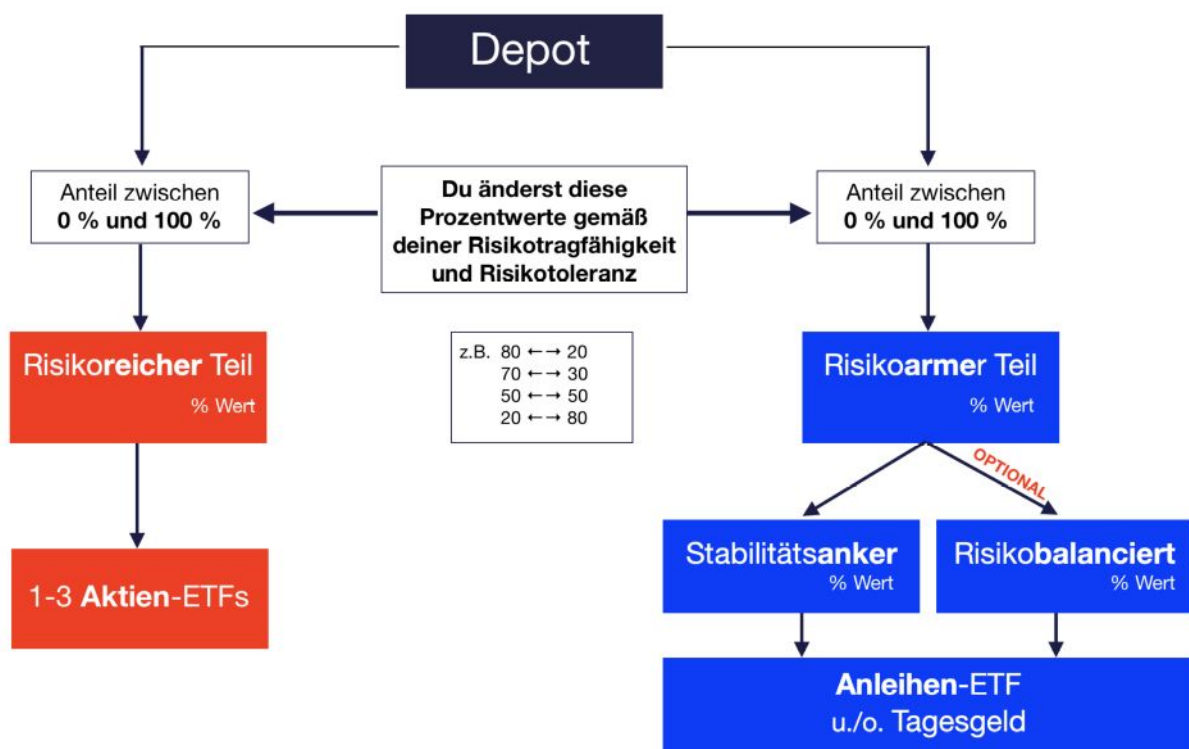 Depot
Anteil zwischen
0 % und 100 %
Du änderst diese
Prozentwerte gemäß
deiner Risikotragfähigkeit
und Risikotoleranz
Anteil zwischen
0 % und 100 %
Risikoreicher Teil
% Wert
z.B. 80 ←→ 20
70 ←→ 30
50 ←→ 50
20 ←→ 80
Risikoarmer Teil
% Wert
OPTIONAL
1-3 Aktien-ETFs
Stabilitätsanker
% Wert
Risikobalanciert
% Wert
Anleihen-ETF
u./o. Tagesgeld